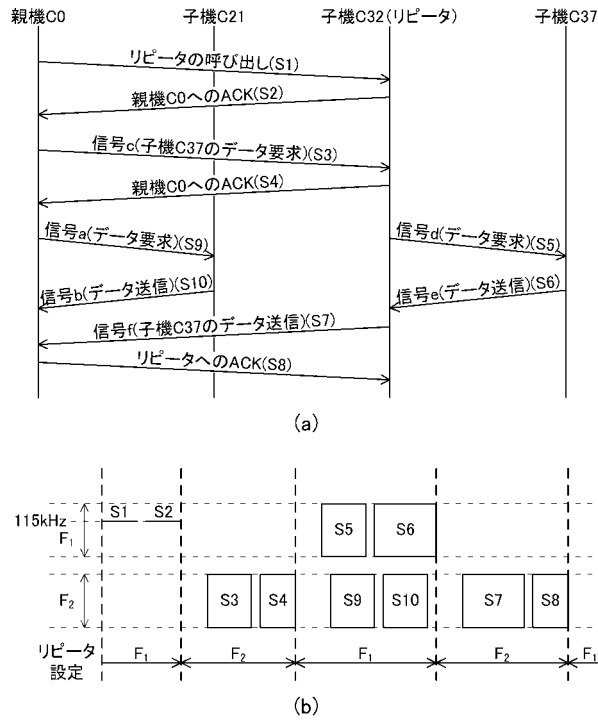 親機C0 子機C21 子機C32(リピータ) 子機C37
リピータの呼び出し(S1)
親機C0へのACK(S2)
信号c(子機C37のデータ要求)(S3)
親機C0へのACK(S4)
信号a(データ要求)(S9) 信号d(データ要求)(S5)
信号b(データ送信)(S10) 信号e(データ送信)(S6)
信号f(子機C37のデータ送信)(S7)
リピータへのACK(S8)
(a)
115kHz S1 S2
F1 S5 S6
F2 S3 S4 S9 S10 S7 S8
リピータ設定 F1 F2 F1 F2 F1
(b)